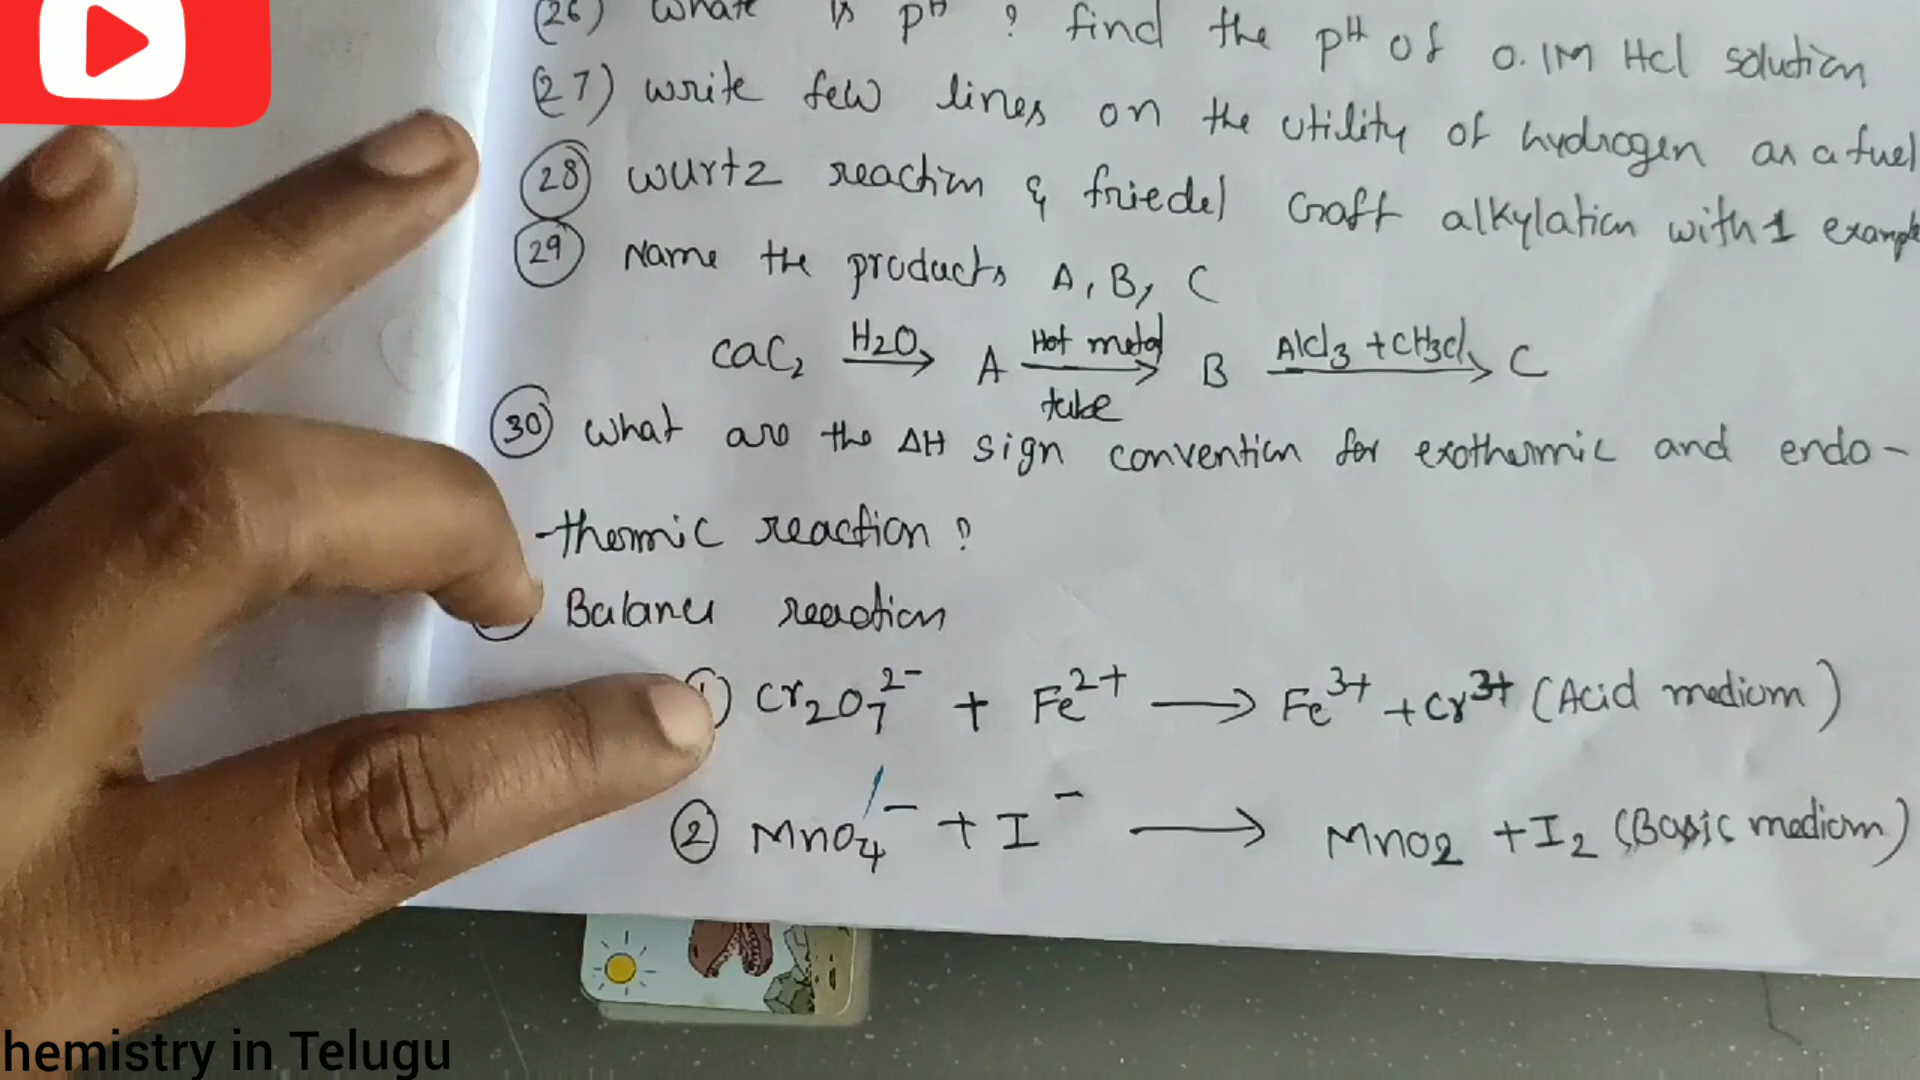 (26) what is pH ? find the pH of 0.1M Hcl solution
(27) write few lines on the utility of hydrogen as a fuel
(28) wurtz reaction & friedel Craft alkylation with 1 example
(29) Name the products A, B, C
CaC2 H2O→ A Hot metal→ tube B Alcl3 + CH3cl→ C
(30) what are the ΔH sign convention for exothermic and endo-
-thermic reaction ?
Balance reaction
① Cr2O7 2- + Fe2+ → Fe3+ + Cr3+ (Acid medium)
② MnO4 - + I - → MnO2 + I2 (Basic medium)
hemistry in Telugu